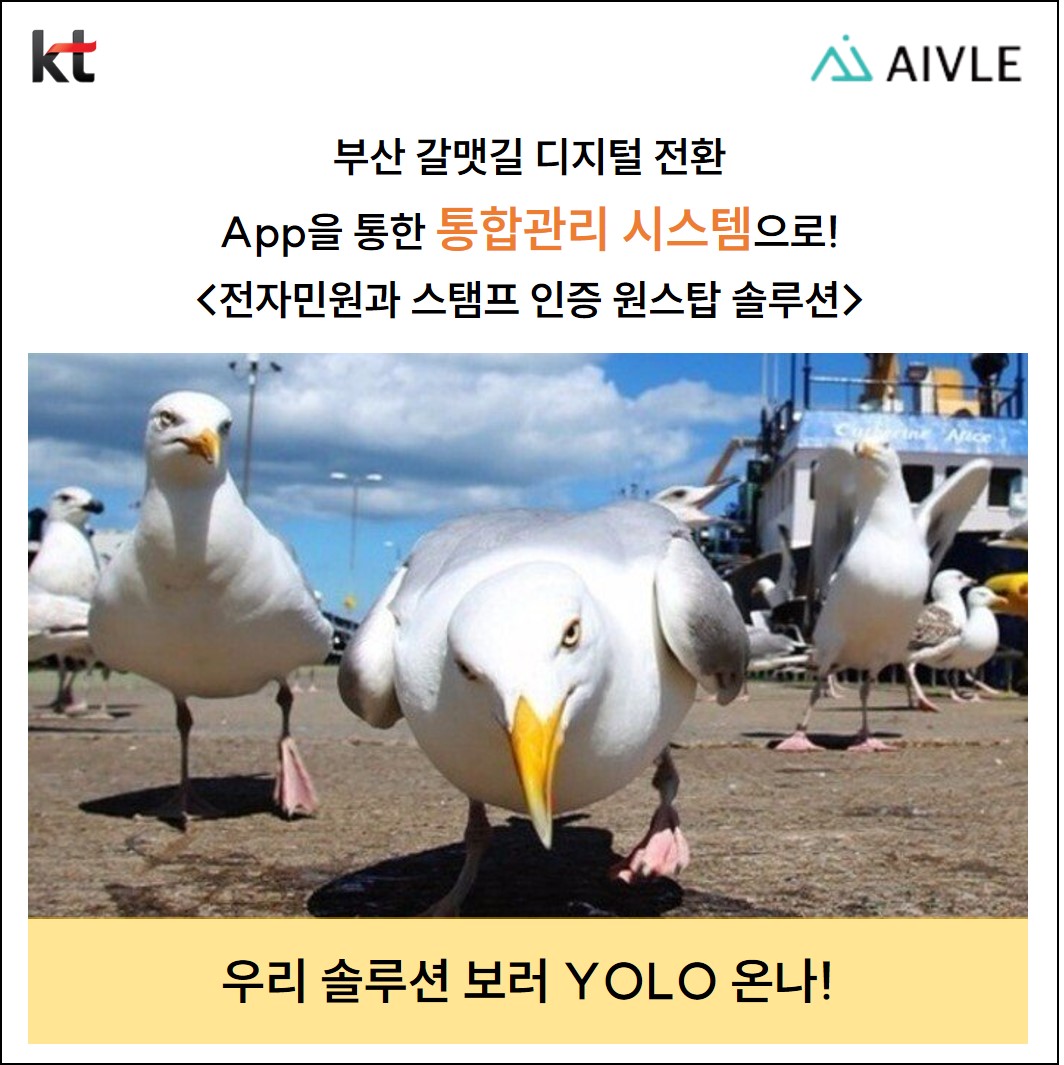 kt
AIVLE
부산 갈맷길 디지털 전환
App을 통한 통합관리 시스템으로!
<전자민원과 스탬프 인증 원스탑 솔루션>
Catherine Alice
우리 솔루션 보러 YOLO 온나!